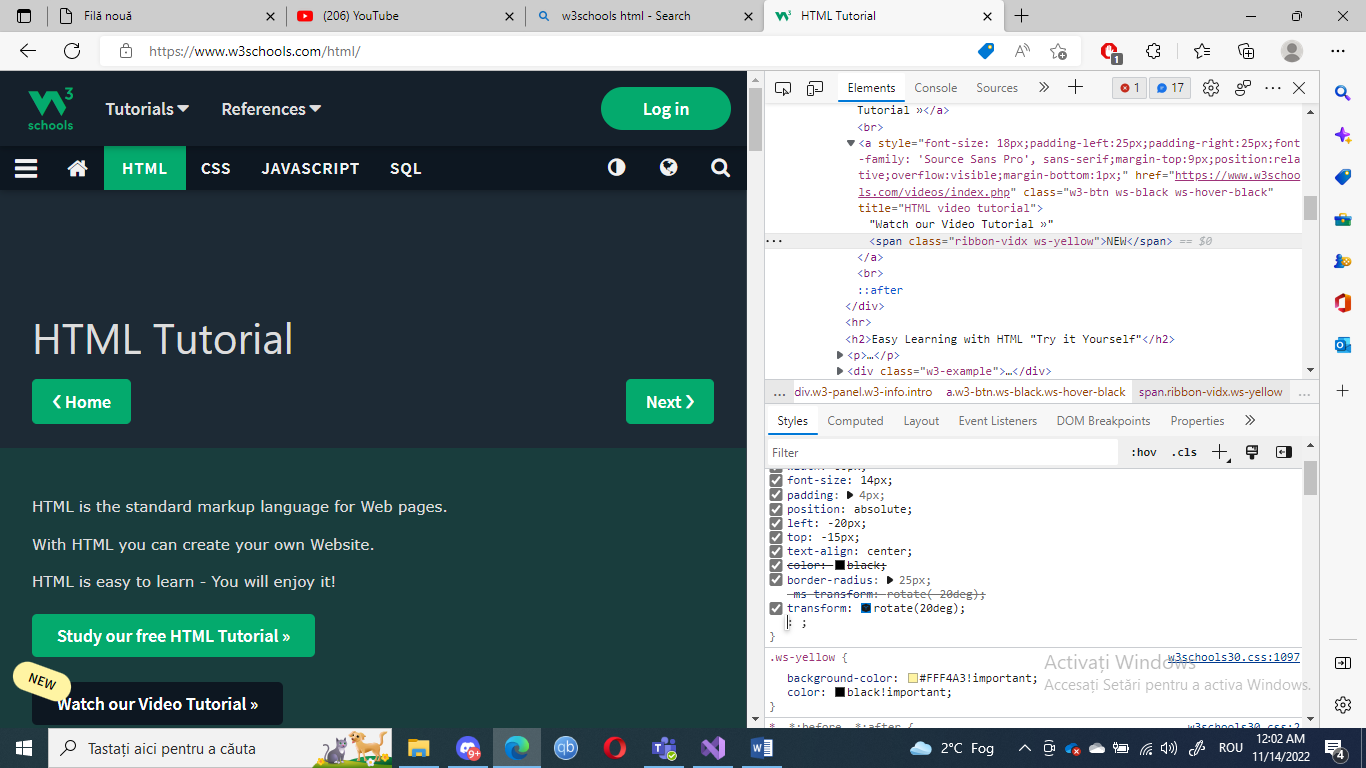 Filă nouă
(206) YouTube
w3schools html - Search
HTML Tutorial
https://www.w3schools.com/html/
1
schools
Tutorials
References
Log in
HTML
CSS
JAVASCRIPT
SQL
HTML Tutorial
❮ Home
Next ❯
HTML is the standard markup language for Web pages.
With HTML you can create your own Website.
HTML is easy to learn - You will enjoy it!
Study our free HTML Tutorial »
NEW
Watch our Video Tutorial »
Elements
Console
Sources
1
17
Tutorial »</a>
<br>
<a style="font-size: 18px;padding-left:25px;padding-right:25px;font
-family: 'Source Sans Pro', sans-serif;margin-top:9px;position:rela
tive;overflow:visible;margin-bottom:1px;" href="https://www.w3schoo
ls.com/videos/index.php" class="w3-btn ws-black ws-hover-black"
title="HTML video tutorial">
"Watch our Video Tutorial »"
<span class="ribbon-vidx ws-yellow">NEW</span> == $0
</a>
<br>
::after
</div>
<hr>
<h2>Easy Learning with HTML "Try it Yourself"</h2>
<p>…</p>
<div class="w3-example">…</div>
... div.w3-panel.w3-info.intro a.w3-btn.ws-black.ws-hover-black span.ribbon-vidx.ws-yellow ...
Styles
Computed
Layout
Event Listeners
DOM Breakpoints
Properties
Filter
:hov
.cls
font-size: 14px;
padding: 4px;
position: absolute;
left: -20px;
top: -15px;
text-align: center;
color: black;
border-radius: 25px;
-ms-transform: rotate( 20deg);
transform: rotate(20deg);
: ;
}
.ws-yellow {
w3schools30.css:1097
background-color: #FFF4A3!important;
color: black!important;
}
*, *:before, *:after {
w3schools30.css:2
Activați Windows
Accesați Setări pentru a activa Windows.
Tastați aici pentru a căuta
9+
2°C Fog
ROU
12:02 AM
11/14/2022
4